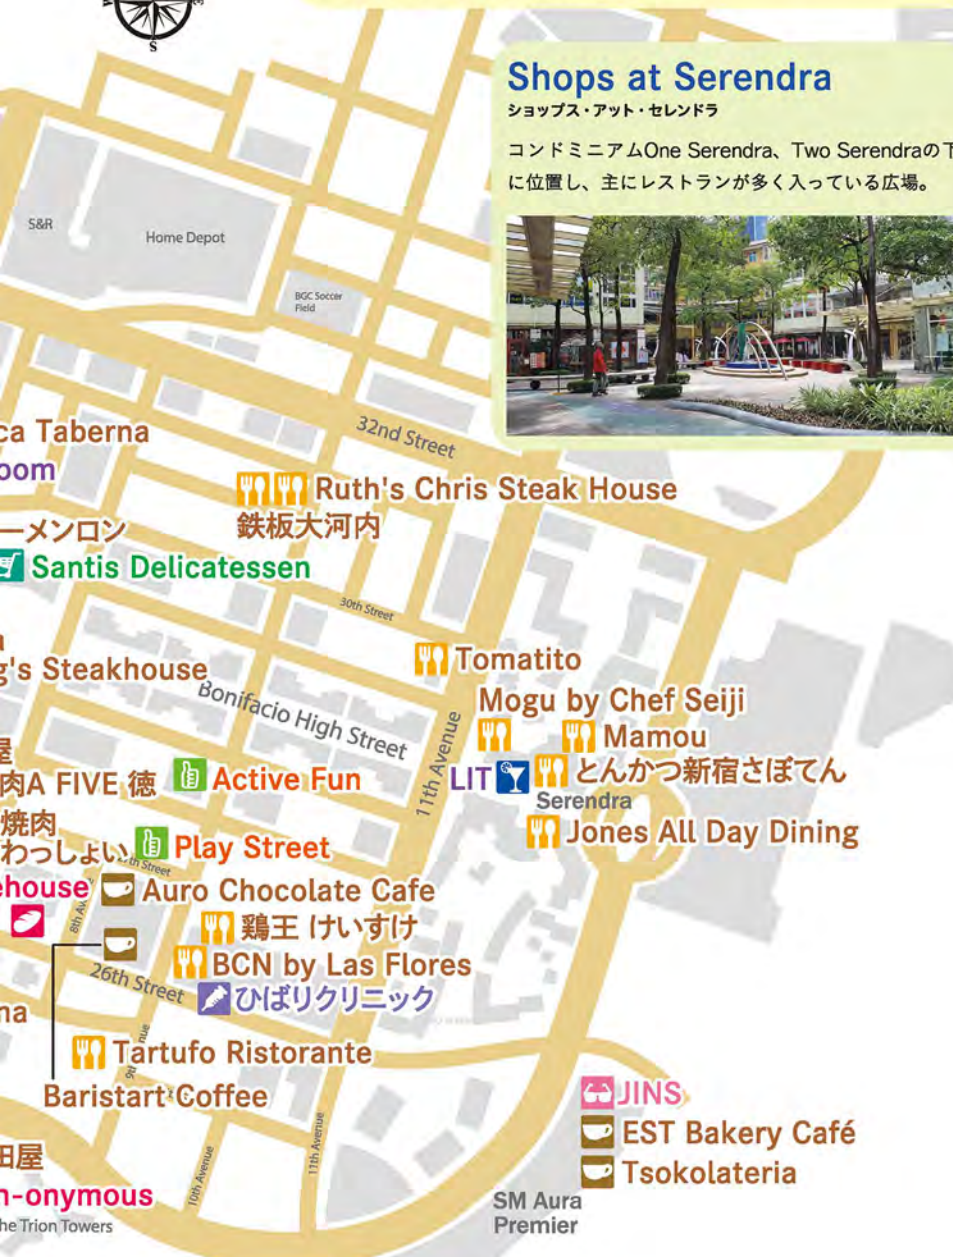 S
Shops at Serendra
ショップス・アット・セレンドラ
コンドミニアムOne Serendra、Two Serendraの下
に位置し、主にレストランが多く入っている広場。
S&R
Home Depot
BGC Soccer
Field
32nd Street
ca Taberna
oom
Ruth's Chris Steak House
鉄板大河内
ーメンロン
Santis Delicatessen
30th Street
a
g's Steakhouse
Tomatito
Bonifacio High Street
Mogu by Chef Seiji
11th Avenue
Mamou
屋
肉A FIVE 徳
Active Fun
LIT
とんかつ新宿さぼてん
Serendra
焼肉
わっしょい
Play Street
Jones All Day Dining
th Street
ehouse
Auro Chocolate Cafe
8th Ave
鶏王 けいすけ
BCN by Las Flores
26th Street
ひばりクリニック
na
Tartufo Ristorante
9th
nue
Baristart Coffee
JINS
EST Bakery Café
Tsokolateria
田屋
10th Avenue
11th Avenue
n-onymous
he Trion Towers
SM Aura
Premier